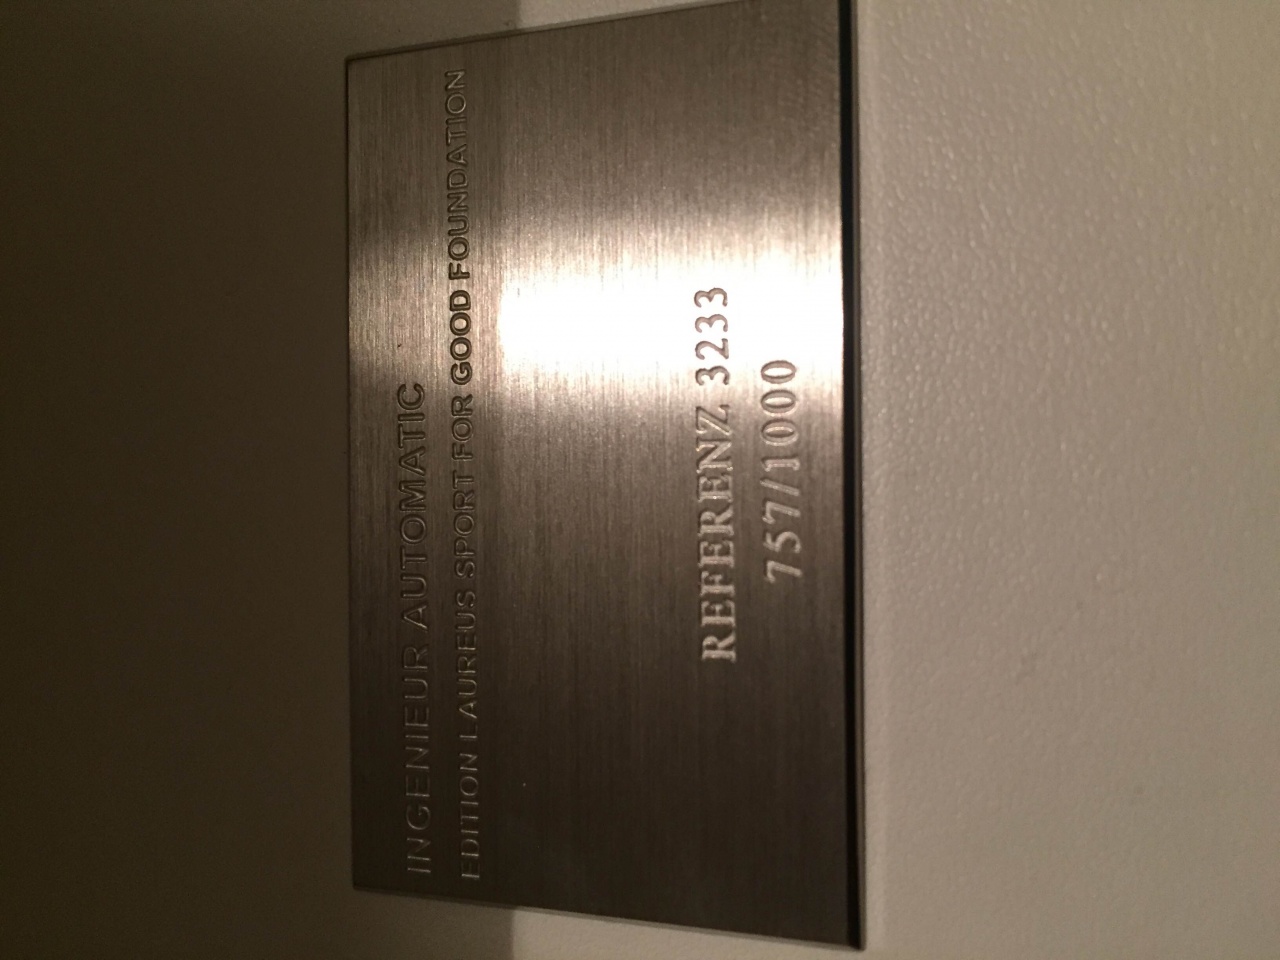 INGENIEUR AUTOMATIC
EDITION LAUREUS SPORT FOR GOOD FOUNDATION
REFERENZ 3233
757/1000